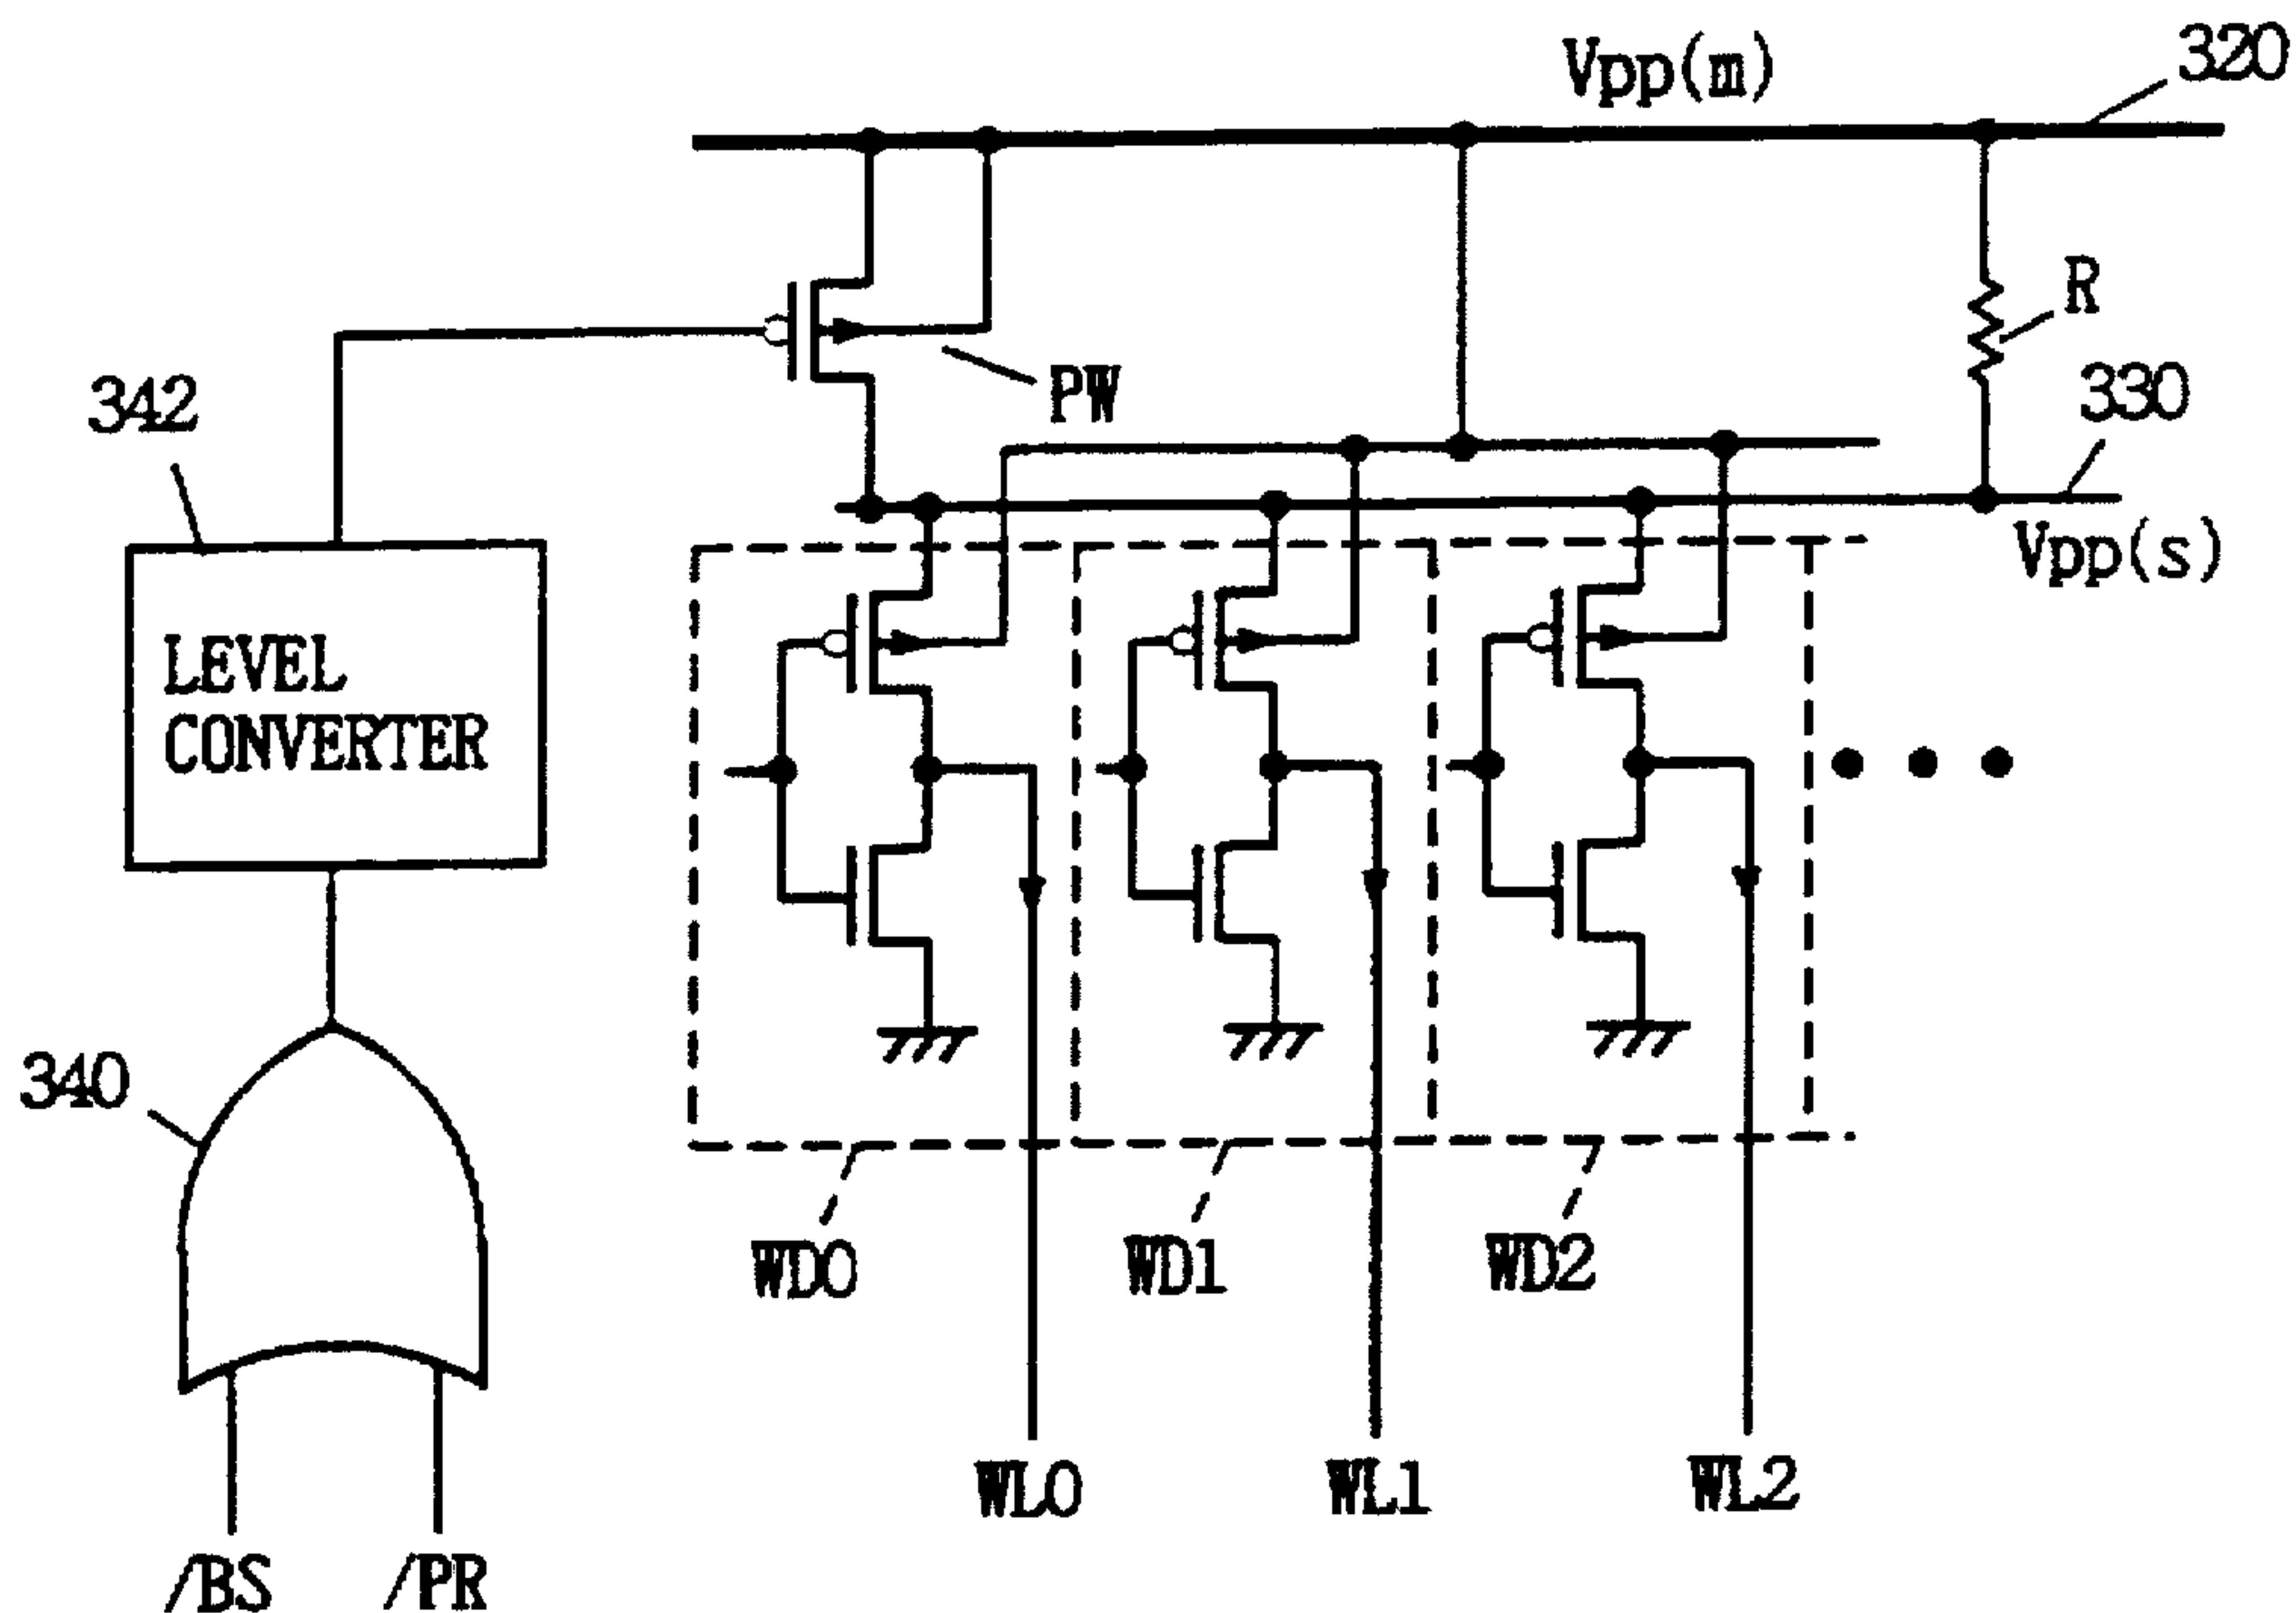 320
Vpp(m)
R
342
PW
330
Vpp(s)
LEVEL
CONVERTER
340
WD0
WD1
WD2
WL0
WL1
WL2
/BS
/PR